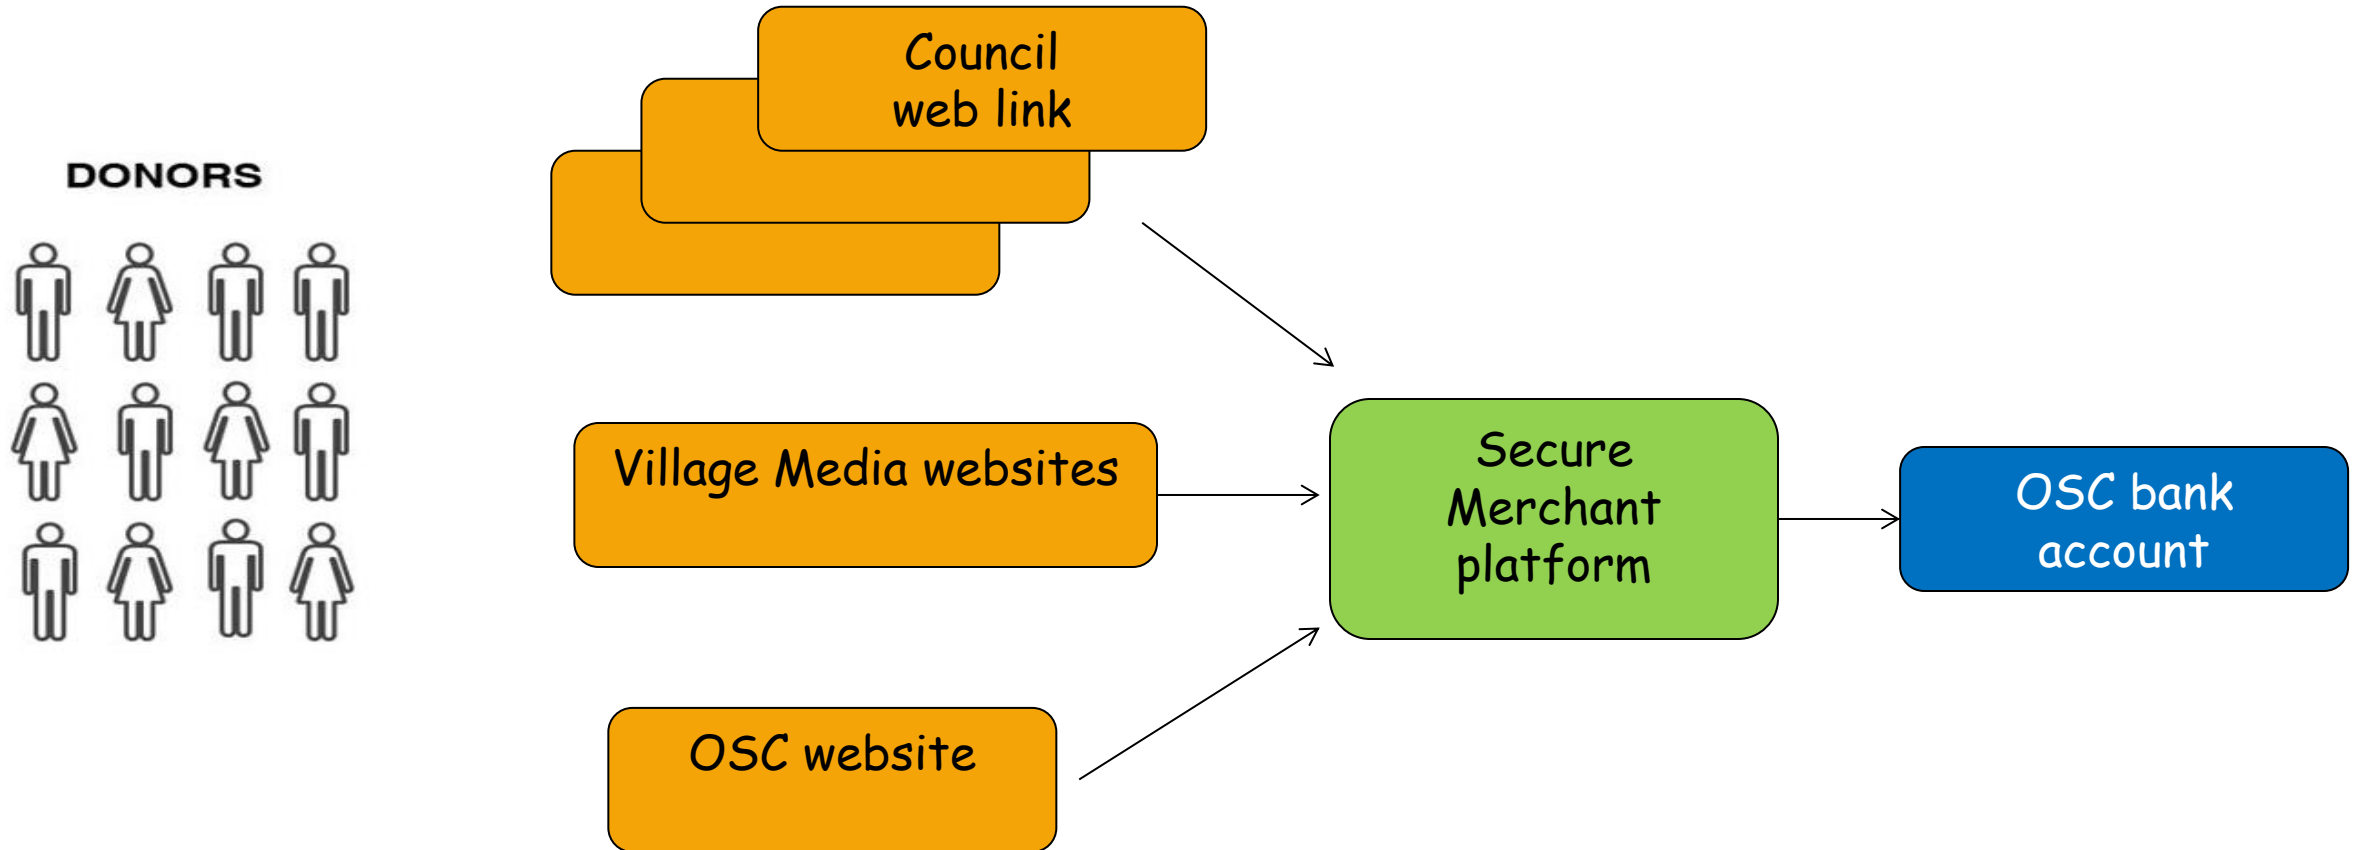 DONORS
Council
web link
Village Media websites
OSC website
Secure
Merchant
platform
OSC bank
account